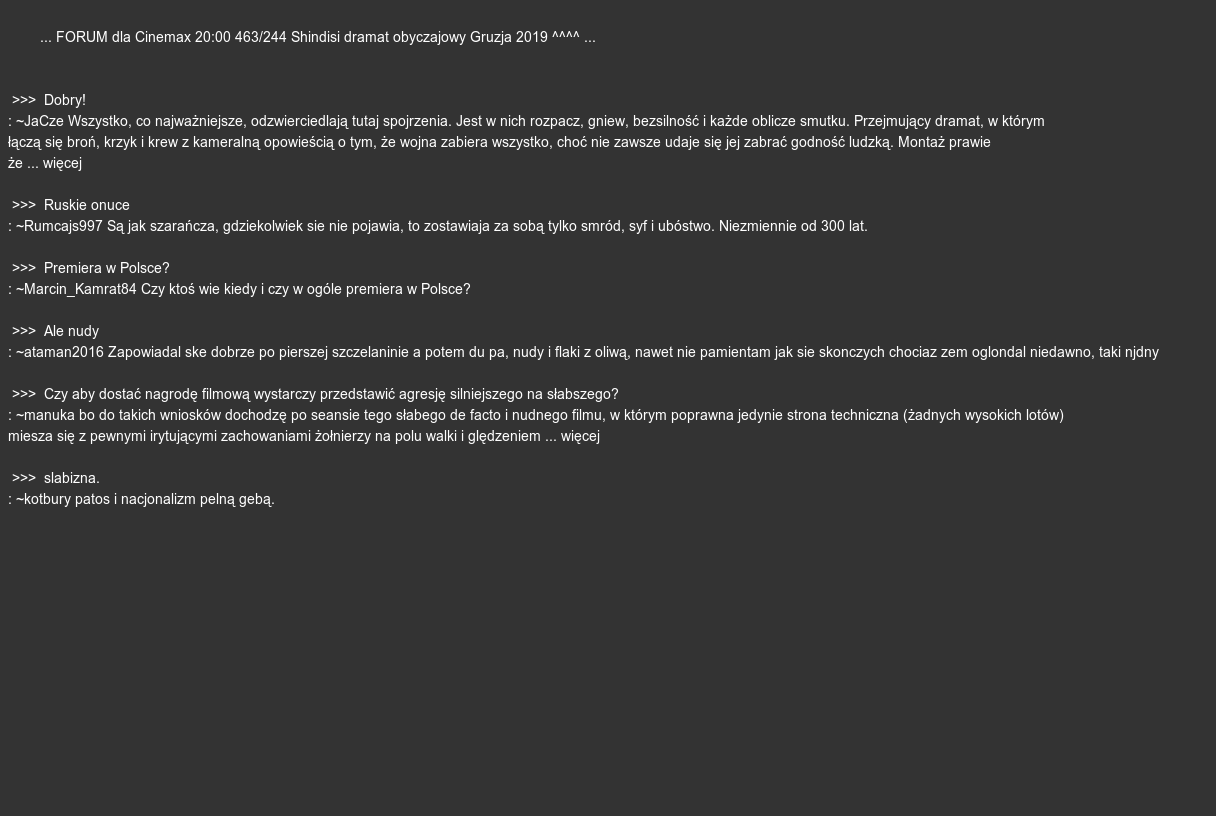 ... FORUM dla Cinemax 20:00 463/244 Shindisi dramat obyczajowy Gruzja 2019 ^^^^ ...
>>> Dobry!
: ~JaCze Wszystko, co najważniejsze, odzwierciedlają tutaj spojrzenia. Jest w nich rozpacz, gniew, bezsilność i każde oblicze smutku. Przejmujący dramat, w którym
łączą się broń, krzyk i krew z kameralną opowieścią o tym, że wojna zabiera wszystko, choć nie zawsze udaje się jej zabrać godność ludzką. Montaż prawie
że ... więcej
>>> Ruskie onuce
: ~Rumcajs997 Są jak szarańcza, gdziekolwiek sie nie pojawia, to zostawiaja za sobą tylko smród, syf i ubóstwo. Niezmiennie od 300 lat.
>>> Premiera w Polsce?
: ~Marcin_Kamrat84 Czy ktoś wie kiedy i czy w ogóle premiera w Polsce?
>>> Ale nudy
: ~ataman2016 Zapowiadal ske dobrze po pierszej szczelaninie a potem du pa, nudy i flaki z oliwą, nawet nie pamientam jak sie skonczych chociaz zem oglondal niedawno, taki njdny
>>> Czy aby dostać nagrodę filmową wystarczy przedstawić agresję silniejszego na słabszego?
: ~manuka bo do takich wniosków dochodzę po seansie tego słabego de facto i nudnego filmu, w którym poprawna jedynie strona techniczna (żadnych wysokich lotów)
miesza się z pewnymi irytującymi zachowaniami żołnierzy na polu walki i ględzeniem ... więcej
>>> slabizna.
: ~kotbury patos i nacjonalizm pelną gebą.